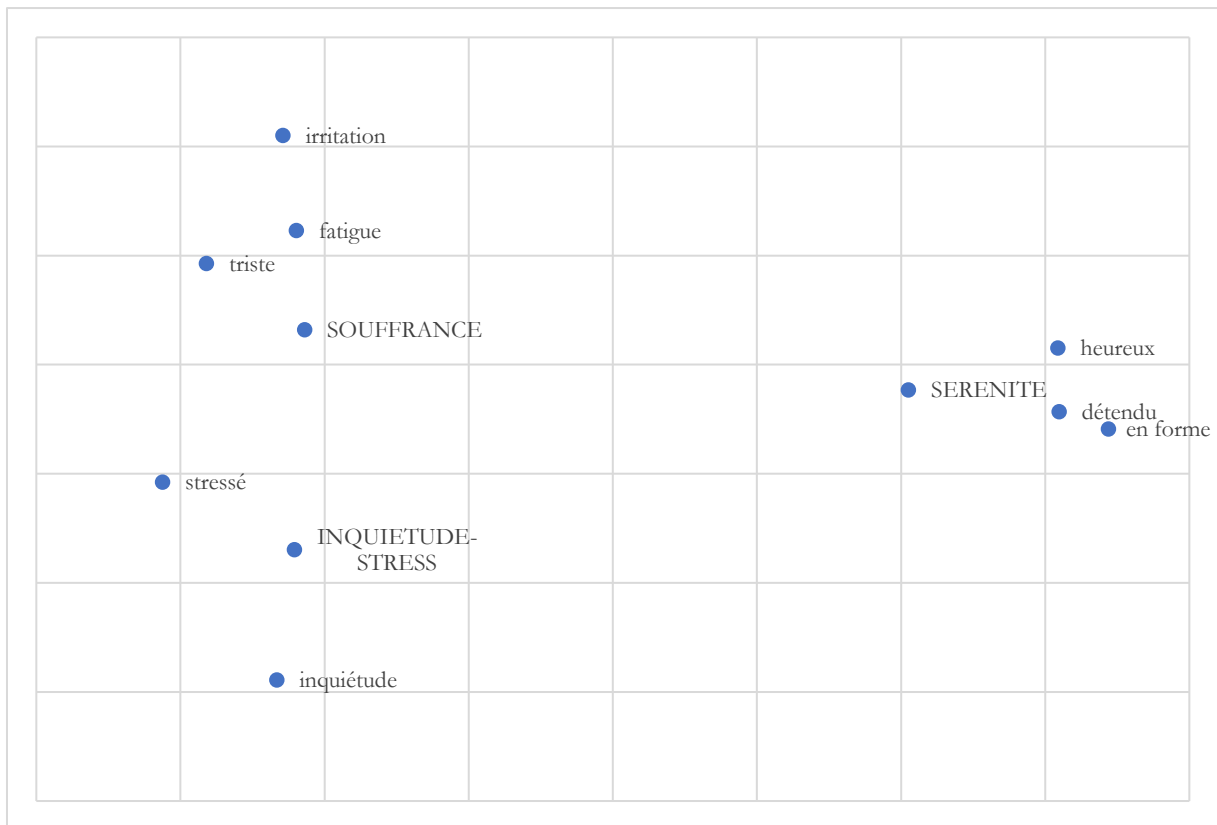 irritation
fatigue
triste
SOUFFRANCE
heureux
SERENITE
détendu
en forme
stressé
INQUIETUDE-
STRESS
inquiétude